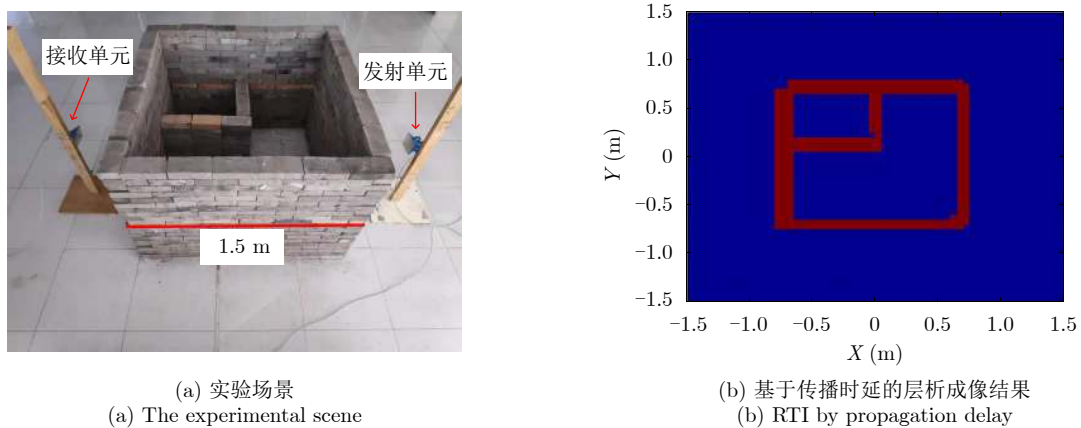 接收单元
发射单元
1.5 m
(a) 实验场景
(a) The experimental scene
1.5
1.0
0.5
0
−0.5
−1.0
−1.5
Y (m)
−1.5 −1.0 −0.5 0 0.5 1.0 1.5
X (m)
(b) 基于传播时延的层析成像结果
(b) RTI by propagation delay